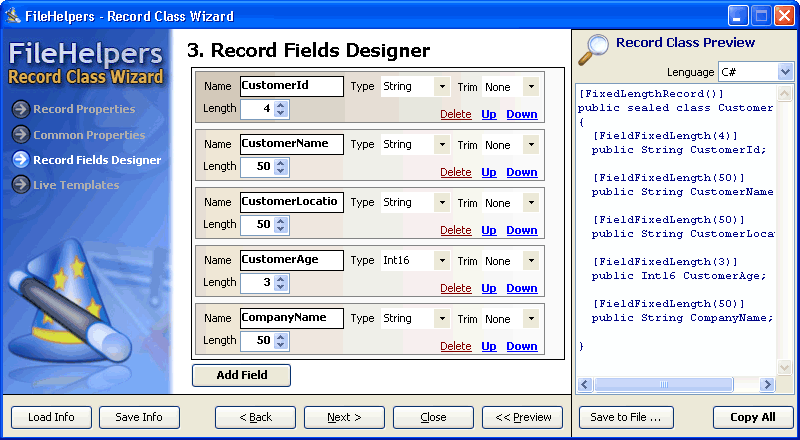 FileHelpers - Record Class Wizard
FileHelpers
Record Class Wizard
Record Properties
Common Properties
Record Fields Designer
Live Templates
3. Record Fields Designer
Name CustomerId Type String Trim None
Length 4
Delete Up Down
Name CustomerName Type String Trim None
Length 50
Delete Up Down
Name CustomerLocatio Type String Trim None
Length 50
Delete Up Down
Name CustomerAge Type Int16 Trim None
Length 3
Delete Up Down
Name CompanyName Type String Trim None
Length 50
Delete Up Down
Add Field
Record Class Preview
Language C#
[FixedLengthRecord()]
public sealed class Customer
{
[FieldFixedLength(4)]
public String CustomerId;
[FieldFixedLength(50)]
public String CustomerName
[FieldFixedLength(50)]
public String CustomerLoca
[FieldFixedLength(3)]
public Int16 CustomerAge;
[FieldFixedLength(50)]
public String CompanyName;
}
Load Info Save Info < Back Next > Close << Preview Save to File ... Copy All